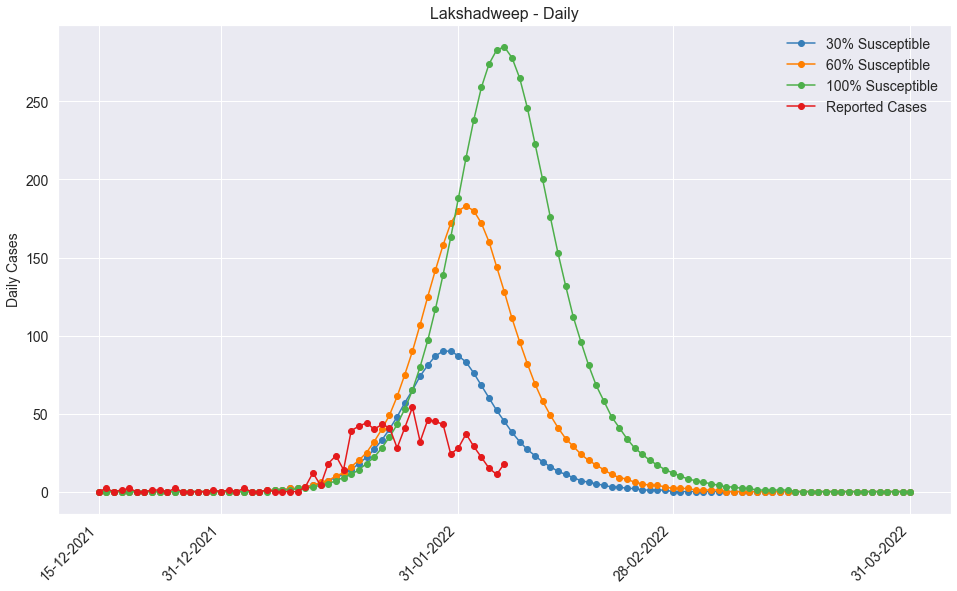 Lakshadweep - Daily
30% Susceptible
60% Susceptible
100% Susceptible
Reported Cases
Daily Cases
250
200
150
100
50
0
15-12-2021
31-12-2021
31-01-2022
28-02-2022
31-03-2022